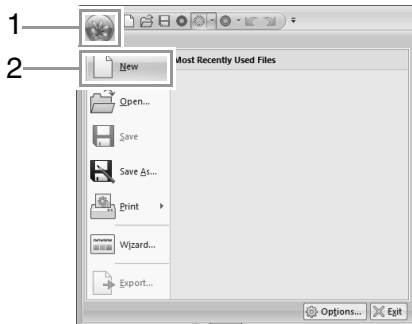 1
2
New
Most Recently Used Files
Open...
Save
Save As...
Print
Wizard...
Export...
Options...
Exit